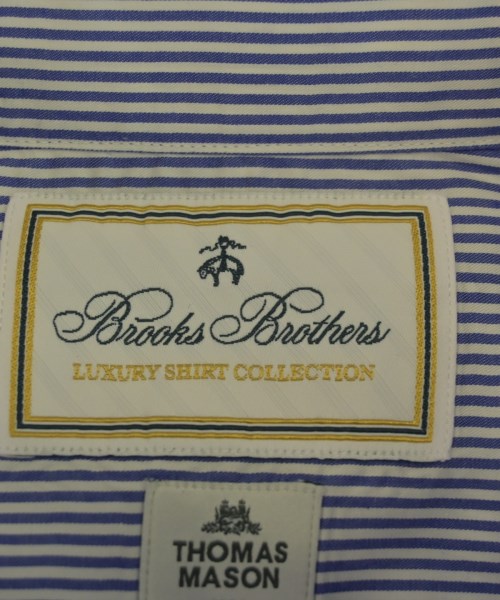 Brooks Brothers
LUXURY SHIRT COLLECTION
THOMAS
MASON